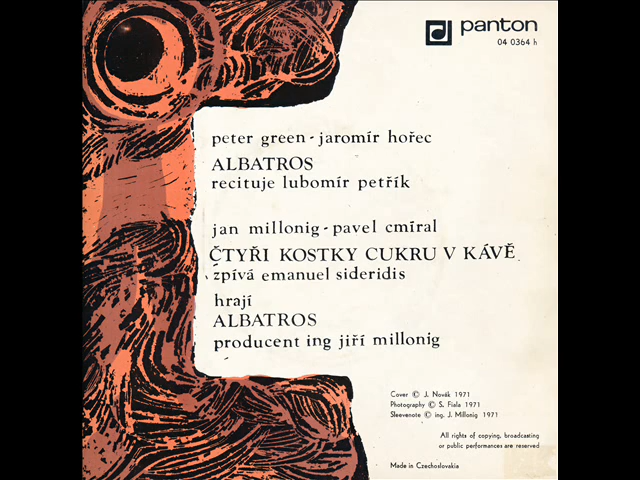 panton
04 0364 h
peter green - jaromír hořec
ALBATROS
recituje lubomír petřík
jan millonig - pavel cmíral
ČTYŘI KOSTKY CUKRU V KÁVĚ
zpívá emanuel sideridis
hrají
ALBATROS
producent ing jiří millonig
Cover © J. Novák 1971
Photography © S. Fiala 1971
Sleevenote © ing. J. Millonig 1971
All rights of copying, broadcasting
or public performances are reserved
Made in Czechoslovakia